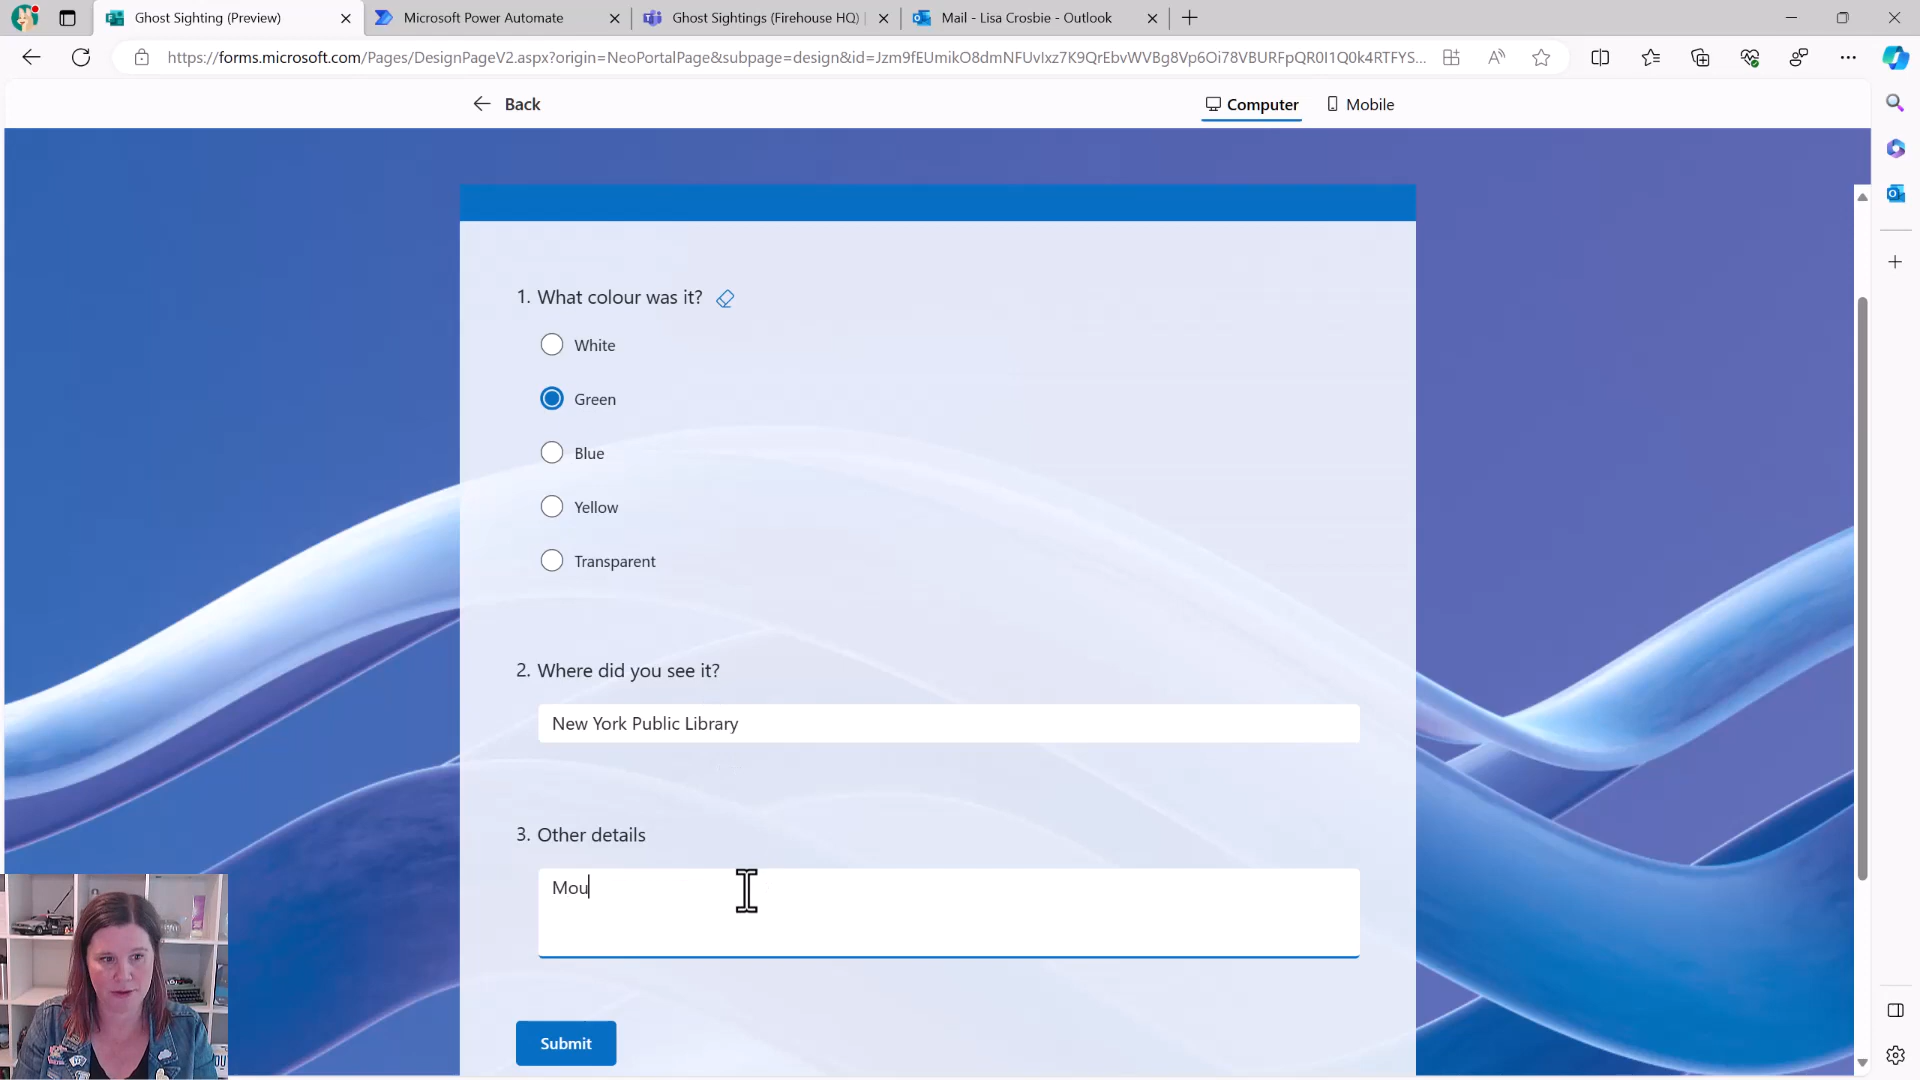 Ghost Sighting (Preview)
Microsoft Power Automate
Ghost Sightings (Firehouse HQ) |
Mail - Lisa Crosbie - Outlook
https://forms.microsoft.com/Pages/DesignPageV2.aspx?origin=NeoPortalPage&subpage=design&id=Jzm9fEUmikO8dmNFUvIxz7K9QrEbvWVBg8Vp6Oi78VBURFpQR0I1Q0k4RTFYS...
Back
Computer
Mobile
1. What colour was it?
White
Green
Blue
Yellow
Transparent
2. Where did you see it?
New York Public Library
3. Other details
Mou
Submit